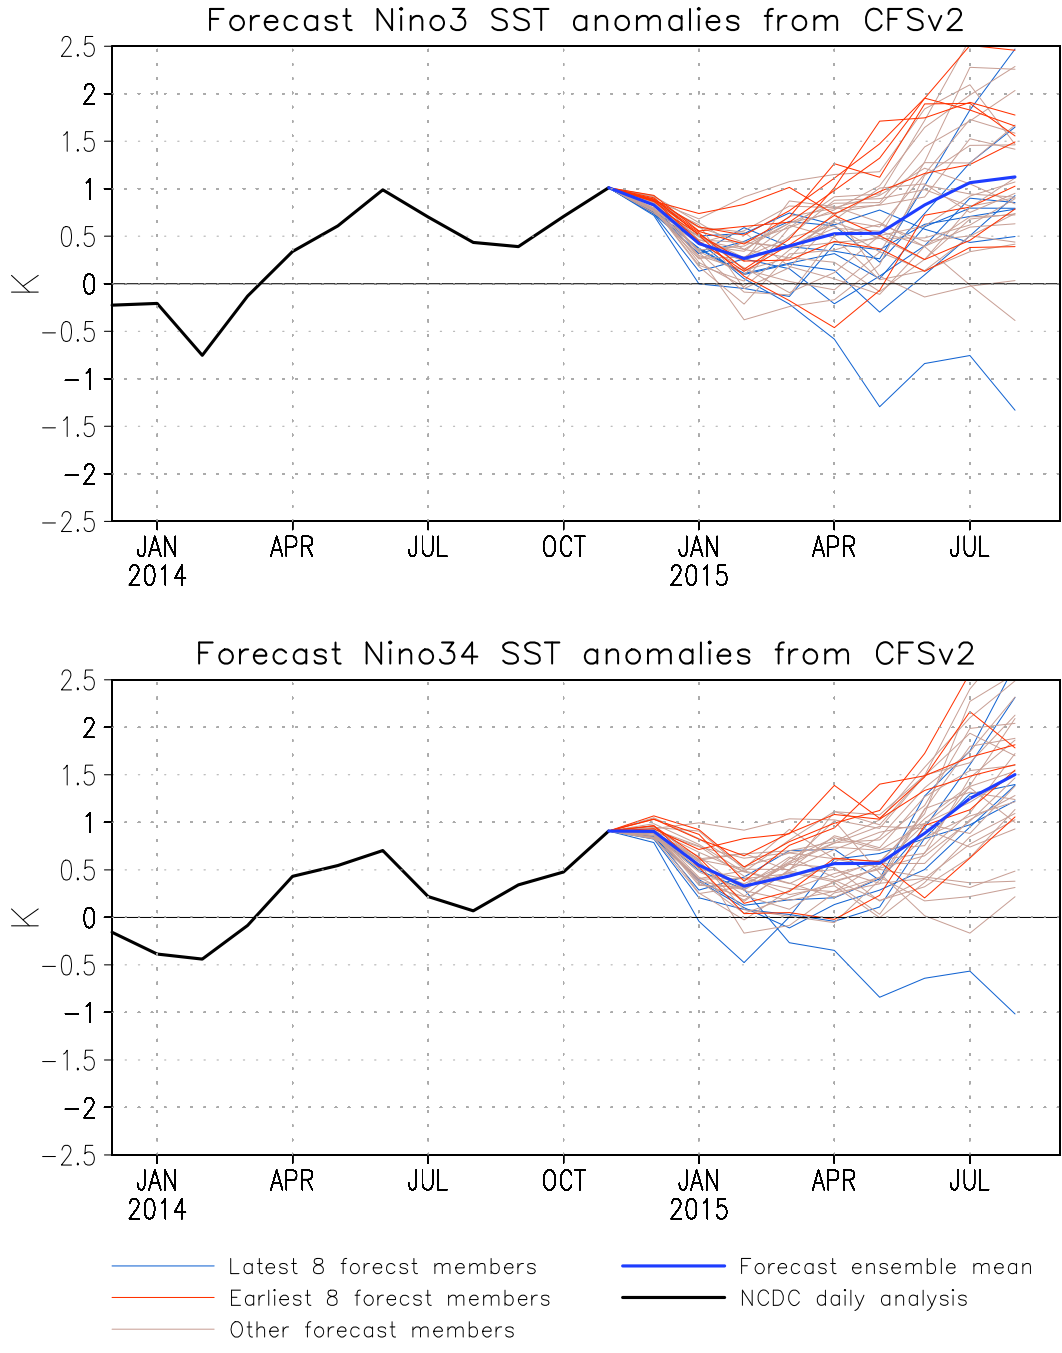 Forecast Nino3 SST anomalies from CFSv2
2.5
2
1.5
1
0.5
0
-0.5
-1
-1.5
-2
-2.5
K
JAN APR JUL OCT JAN APR JUL
2014 2015
Forecast Nino34 SST anomalies from CFSv2
2.5
2
1.5
1
0.5
0
-0.5
-1
-1.5
-2
-2.5
K
JAN APR JUL OCT JAN APR JUL
2014 2015
Latest 8 forecst members
Forecast ensemble mean
Earliest 8 forecst members
NCDC daily analysis
Other forecast members